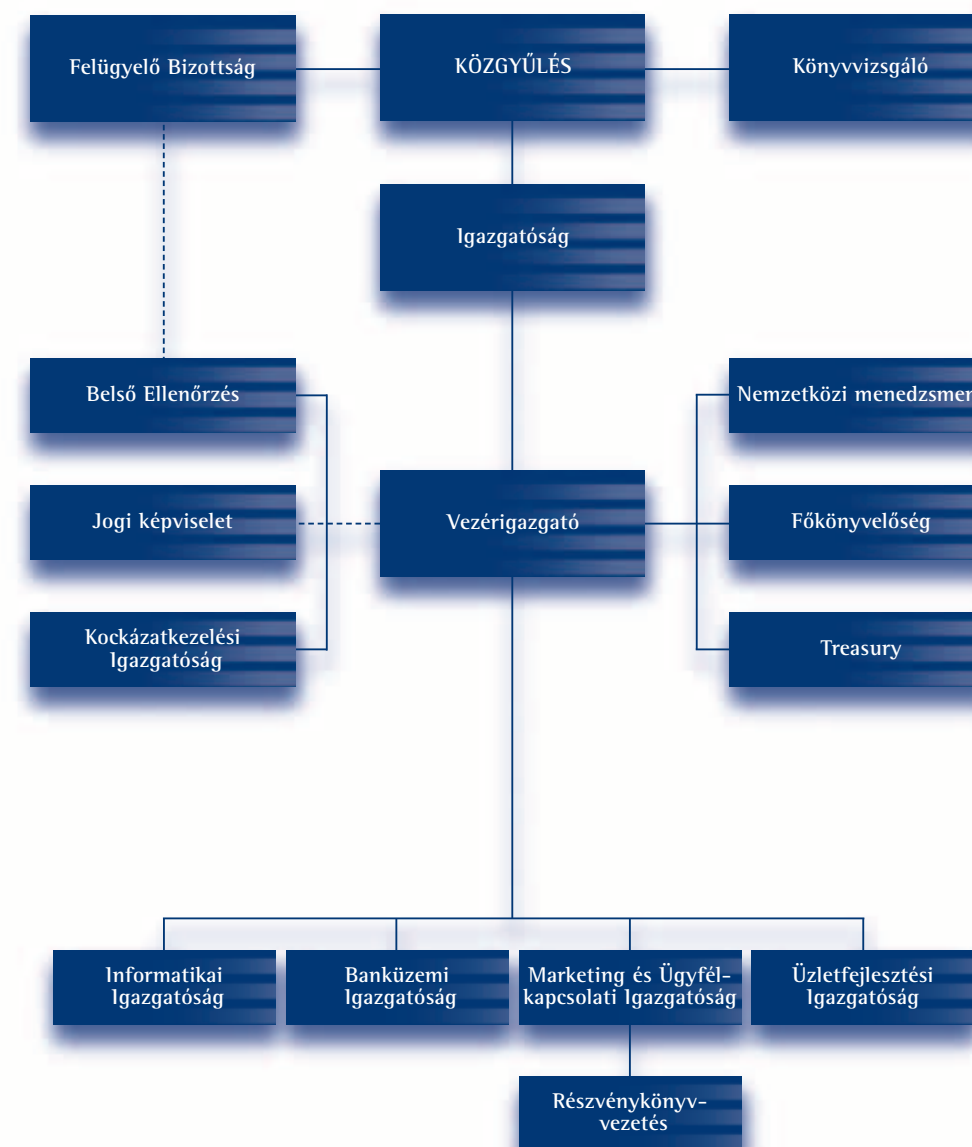 Felügyelő Bizottság
KÖZGYŰLÉS
Könyvvizsgáló
Igazgatóság
Belső Ellenőrzés
Nemzetközi menedzsmen
Jogi képviselet
Vezérigazgató
Főkönyvelőség
Kockázatkezelési
Igazgatóság
Treasury
Informatikai
Igazgatóság
Banküzemi
Igazgatóság
Marketing és Ügyfél-
kapcsolati Igazgatóság
Üzletfejlesztési
Igazgatóság
Részvénykönyv-
vezetés